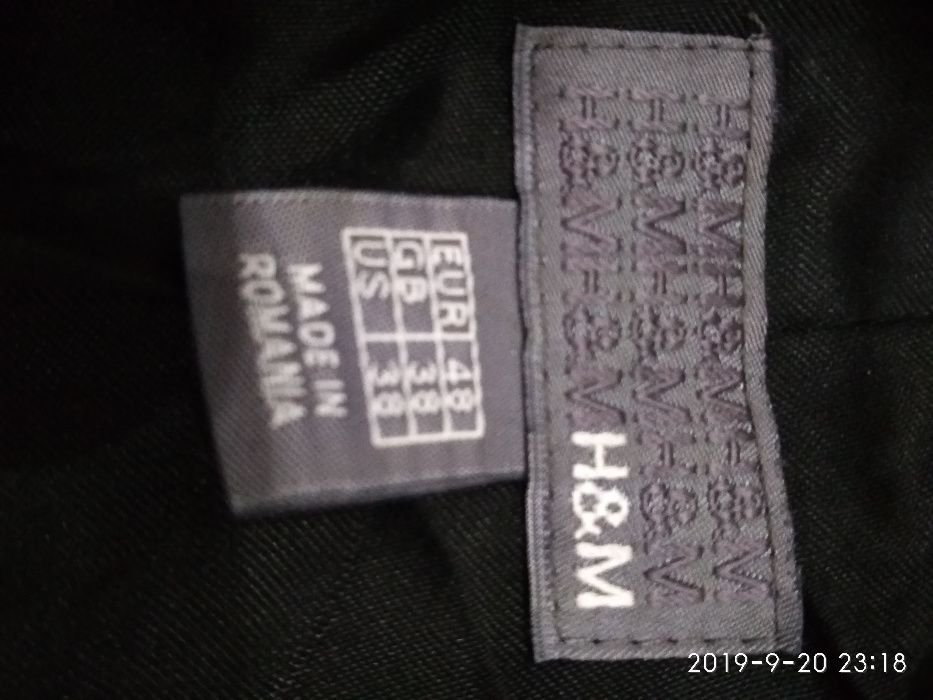 H&M H&M H&M
H&M H&M H&M
H&M H&M H&M
EUR 48
GB 38
US 38
MADE IN
ROMANIA
2019-9-20 23:18